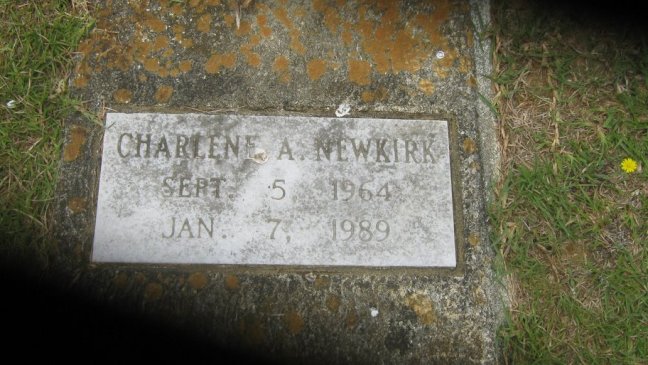 CHARLENE A. NEWKIRK
SEPT. 5, 1964
JAN. 7, 1989